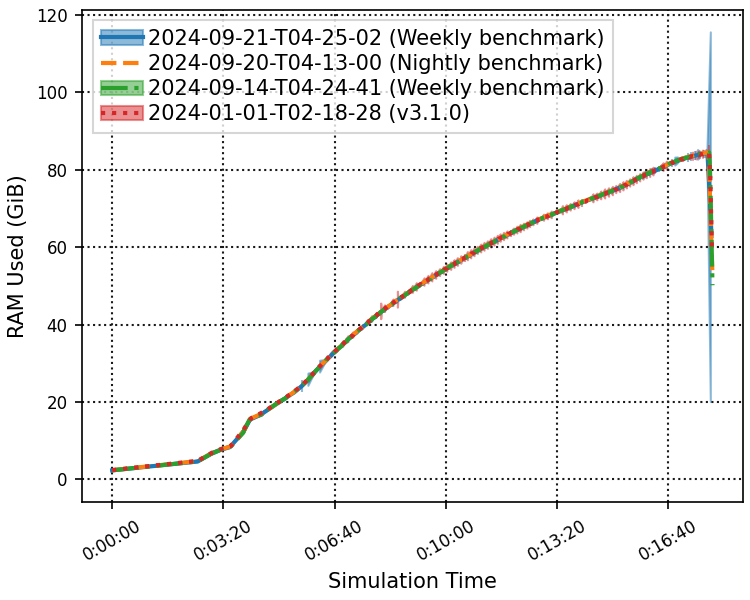 2024-09-21-T04-25-02 (Weekly benchmark)
2024-09-20-T04-13-00 (Nightly benchmark)
2024-09-14-T04-24-41 (Weekly benchmark)
2024-01-01-T02-18-28 (v3.1.0)
RAM Used (GiB)
120
100
80
60
40
20
0
0:00:00
0:03:20
0:06:40
0:10:00
0:13:20
0:16:40
Simulation Time